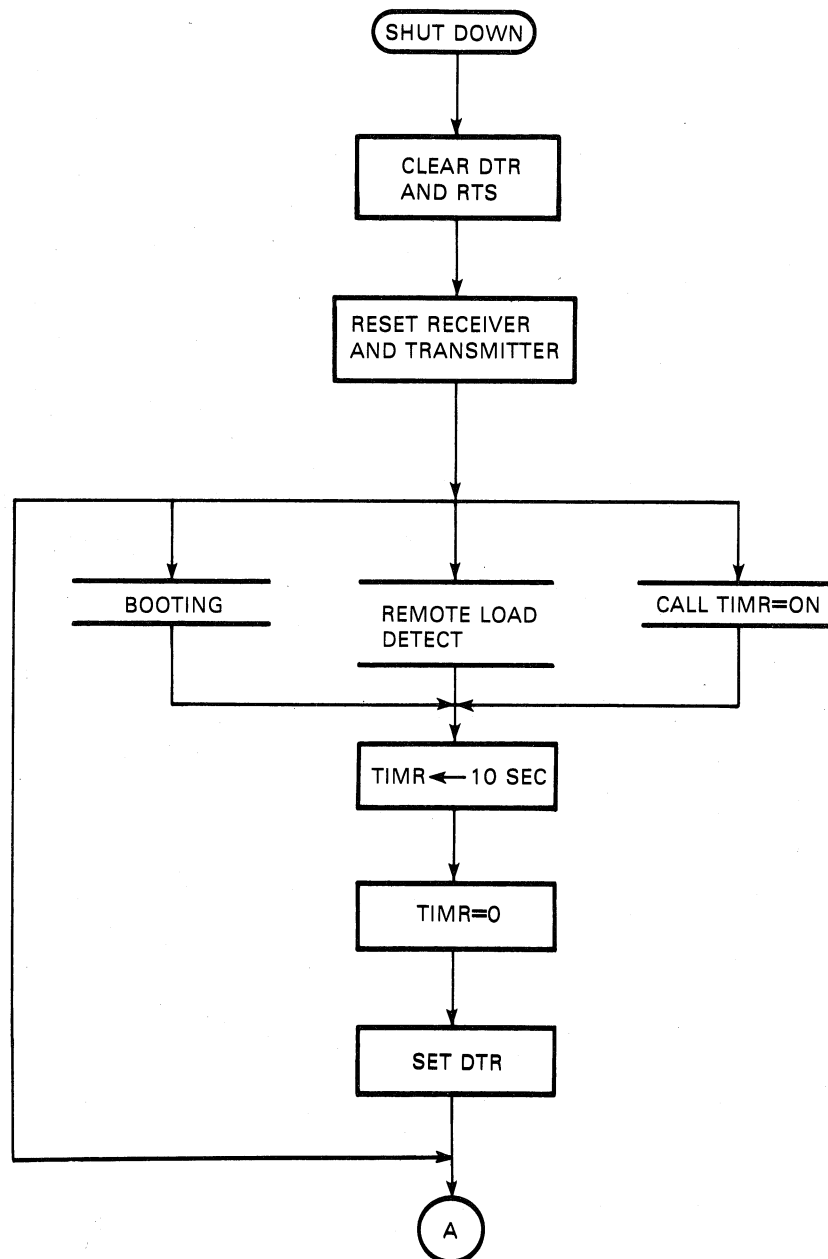 SHUT DOWN
CLEAR DTR
AND RTS
RESET RECEIVER
AND TRANSMITTER
BOOTING
REMOTE LOAD
DETECT
CALL TIMR=ON
TIMR ← 10 SEC
TIMR=0
SET DTR
A